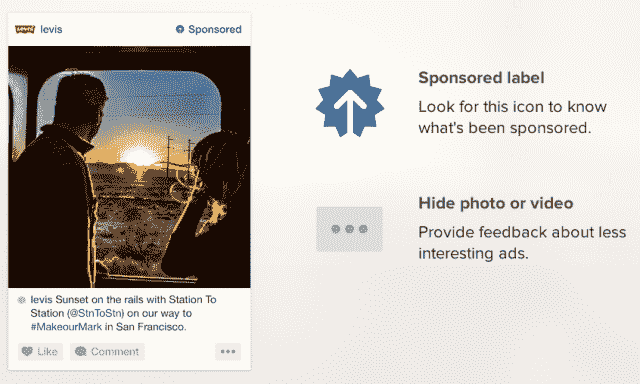 levis
Sponsored
levis Sunset on the rails with Station To
Station (@StnToStn) on our way to
#MakeourMark in San Francisco.
Like
Comment
Sponsored label
Look for this icon to know
what's been sponsored.
Hide photo or video
Provide feedback about less
interesting ads.